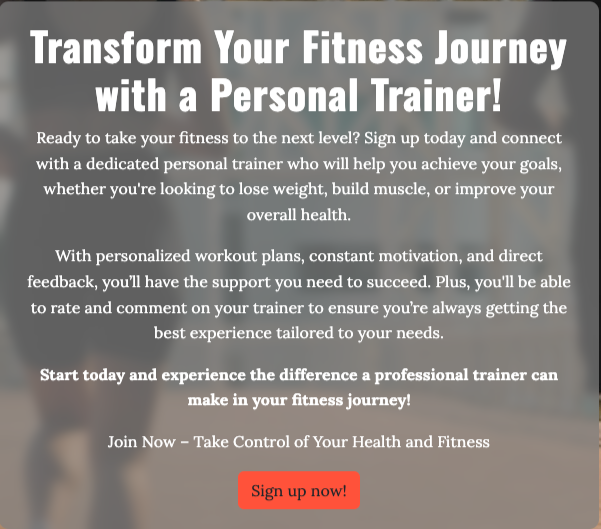 Transform Your Fitness Journey
with a Personal Trainer!
Ready to take your fitness to the next level? Sign up today and connect
with a dedicated personal trainer who will help you achieve your goals,
whether you're looking to lose weight, build muscle, or improve your
overall health.
With personalized workout plans, constant motivation, and direct
feedback, you’ll have the support you need to succeed. Plus, you'll be able
to rate and comment on your trainer to ensure you’re always getting the
best experience tailored to your needs.
Start today and experience the difference a professional trainer can
make in your fitness journey!
Join Now – Take Control of Your Health and Fitness
Sign up now!